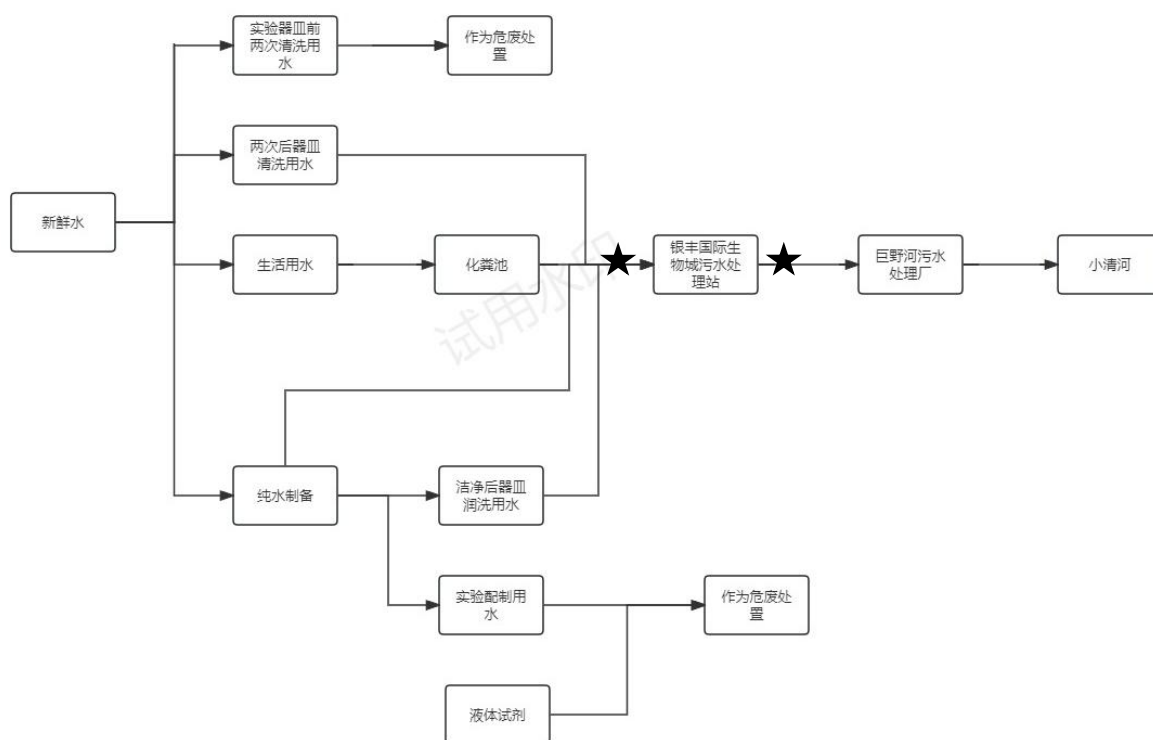 实验器皿前
两次清洗用
水
作为危废处
置
两次后器皿
清洗用水
新鲜水
生活用水
化粪池
银丰国际生
物城污水处
理站
巨野河污水
处理厂
小清河
试用水印
纯水制备
洁净后器皿
润洗用水
实验配制用
水
作为危废处
置
液体试剂